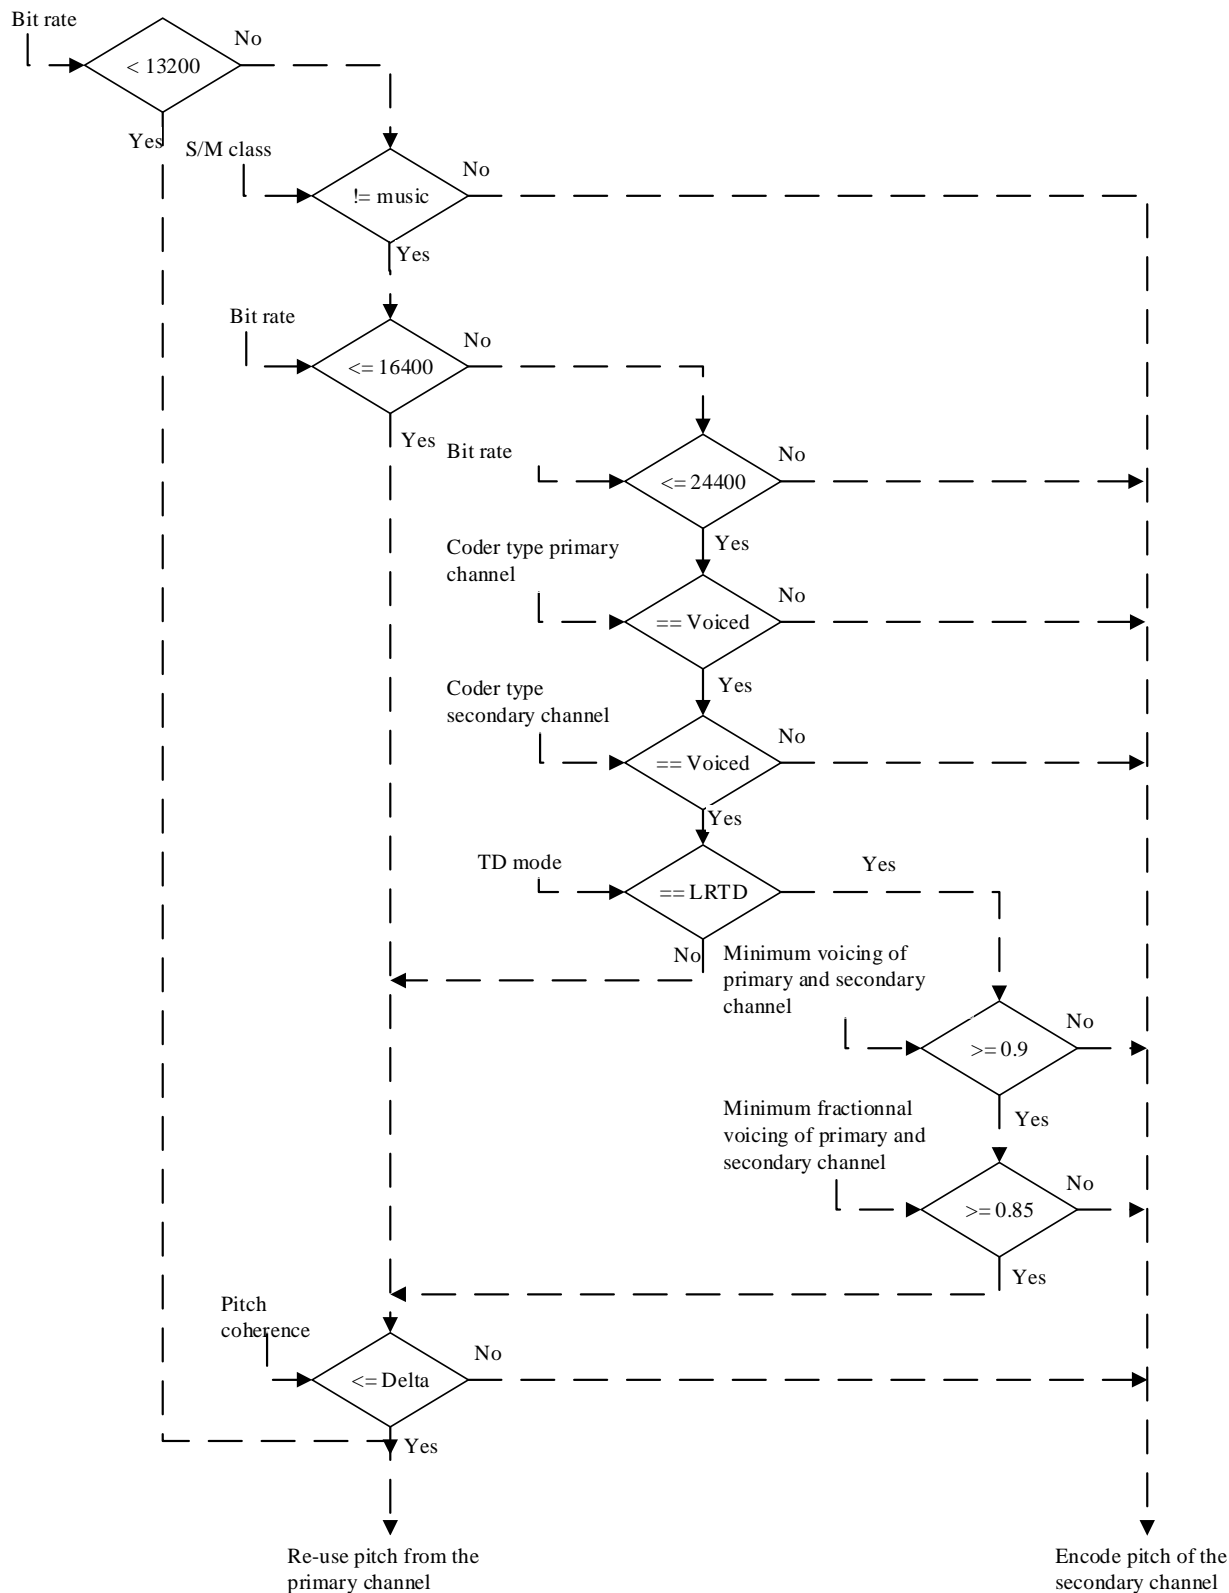 Bit rate
No
< 13200
Yes
S/M class
No
!= music
Yes
Bit rate
No
<= 16400
Yes
Bit rate
No
<= 24400
Yes
Coder type primary
channel
No
== Voiced
Yes
Coder type
secondary channel
No
== Voiced
Yes
TD mode
Yes
== LRTD
No
Minimum voicing of
primary and secondary
channel
No
>= 0.9
Yes
Minimum fractionnal
voicing of primary and
secondary channel
No
>= 0.85
Yes
Pitch
coherence
No
<= Delta
Yes
Re-use pitch from the
primary channel
Encode pitch of the
secondary channel